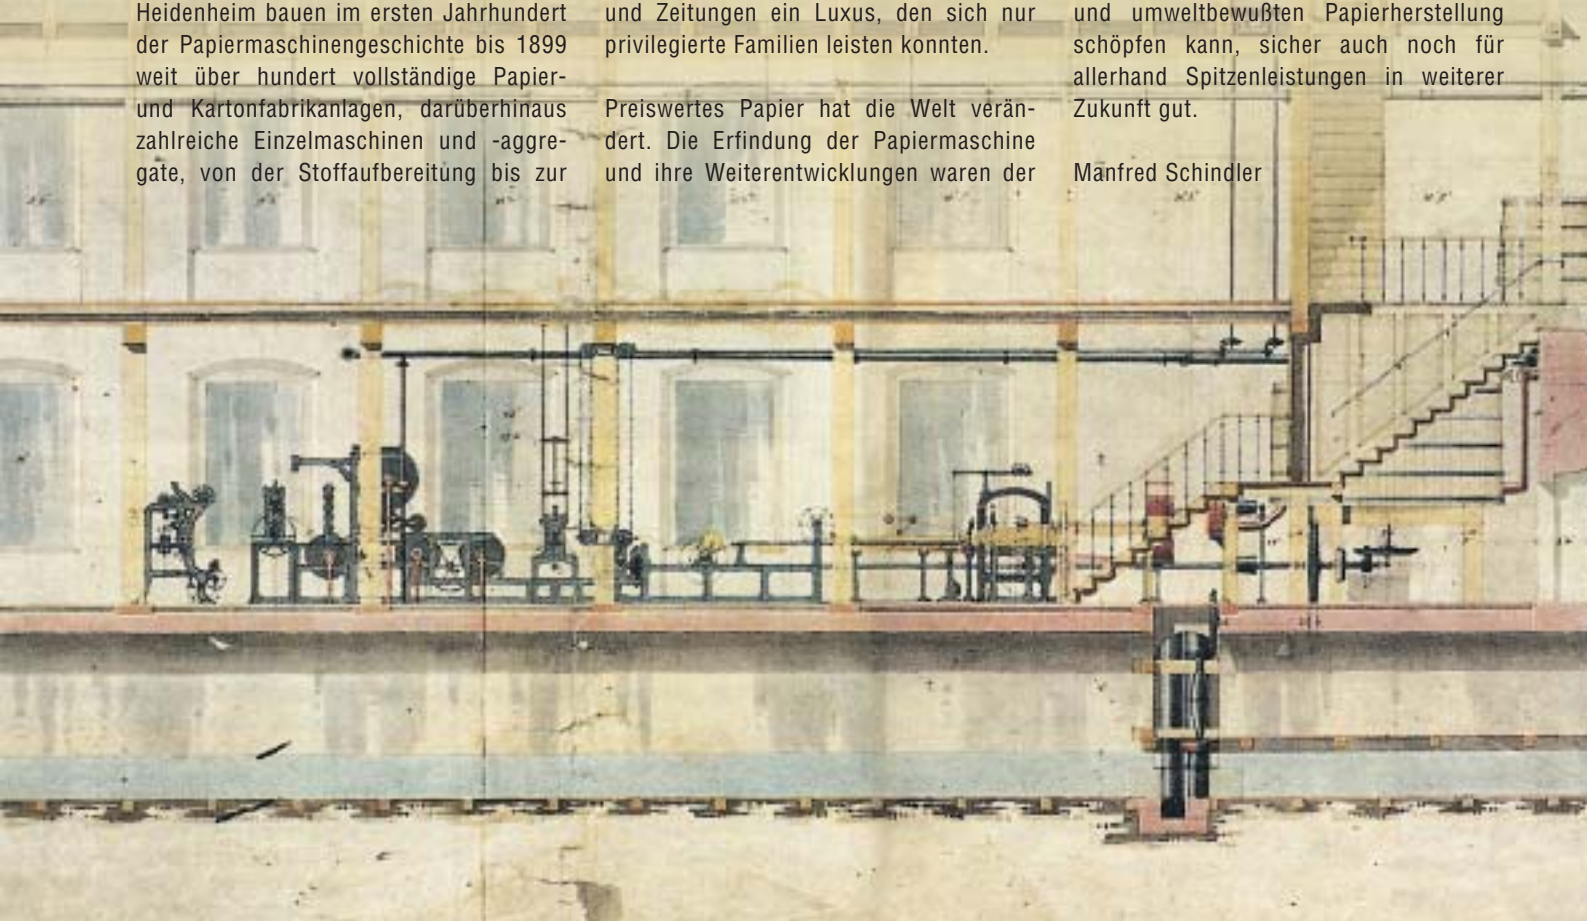 Heidenheim bauen im ersten Jahrhundert
der Papiermaschinengeschichte bis 1899
weit über hundert vollständige Papier-
und Kartonfabrikanlagen, darüberhinaus
zahlreiche Einzelmaschinen und -aggre-
gate, von der Stoffaufbereitung bis zur
und Zeitungen ein Luxus, den sich nur
privilegierte Familien leisten konnten.
Preiswertes Papier hat die Welt verän-
dert. Die Erfindung der Papiermaschine
und ihre Weiterentwicklungen waren der
und umweltbewußten Papierherstellung
schöpfen kann, sicher auch noch für
allerhand Spitzenleistungen in weiterer
Zukunft gut.
Manfred Schindler